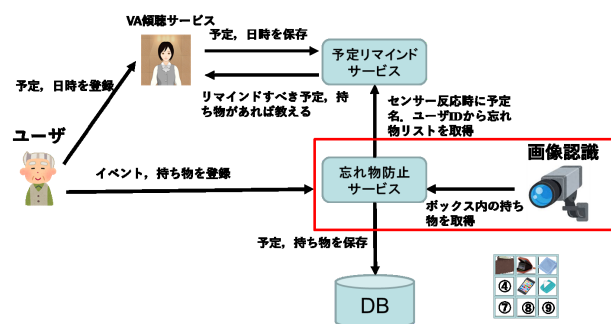 VA傾聴サービス
予定，日時を保存
予定リマインド
サービス
予定，日時を登録
リマインドすべき予定，持
ち物があれば教える
センサー反応時に予定
名，ユーザIDから忘れ
物リストを取得
ユーザ
イベント，持ち物を登録
忘れ物防止
サービス
画像認識
ボックス内の持ち
物を取得
予定，持ち物を保存
DB
④
⑦ ⑧ ⑨